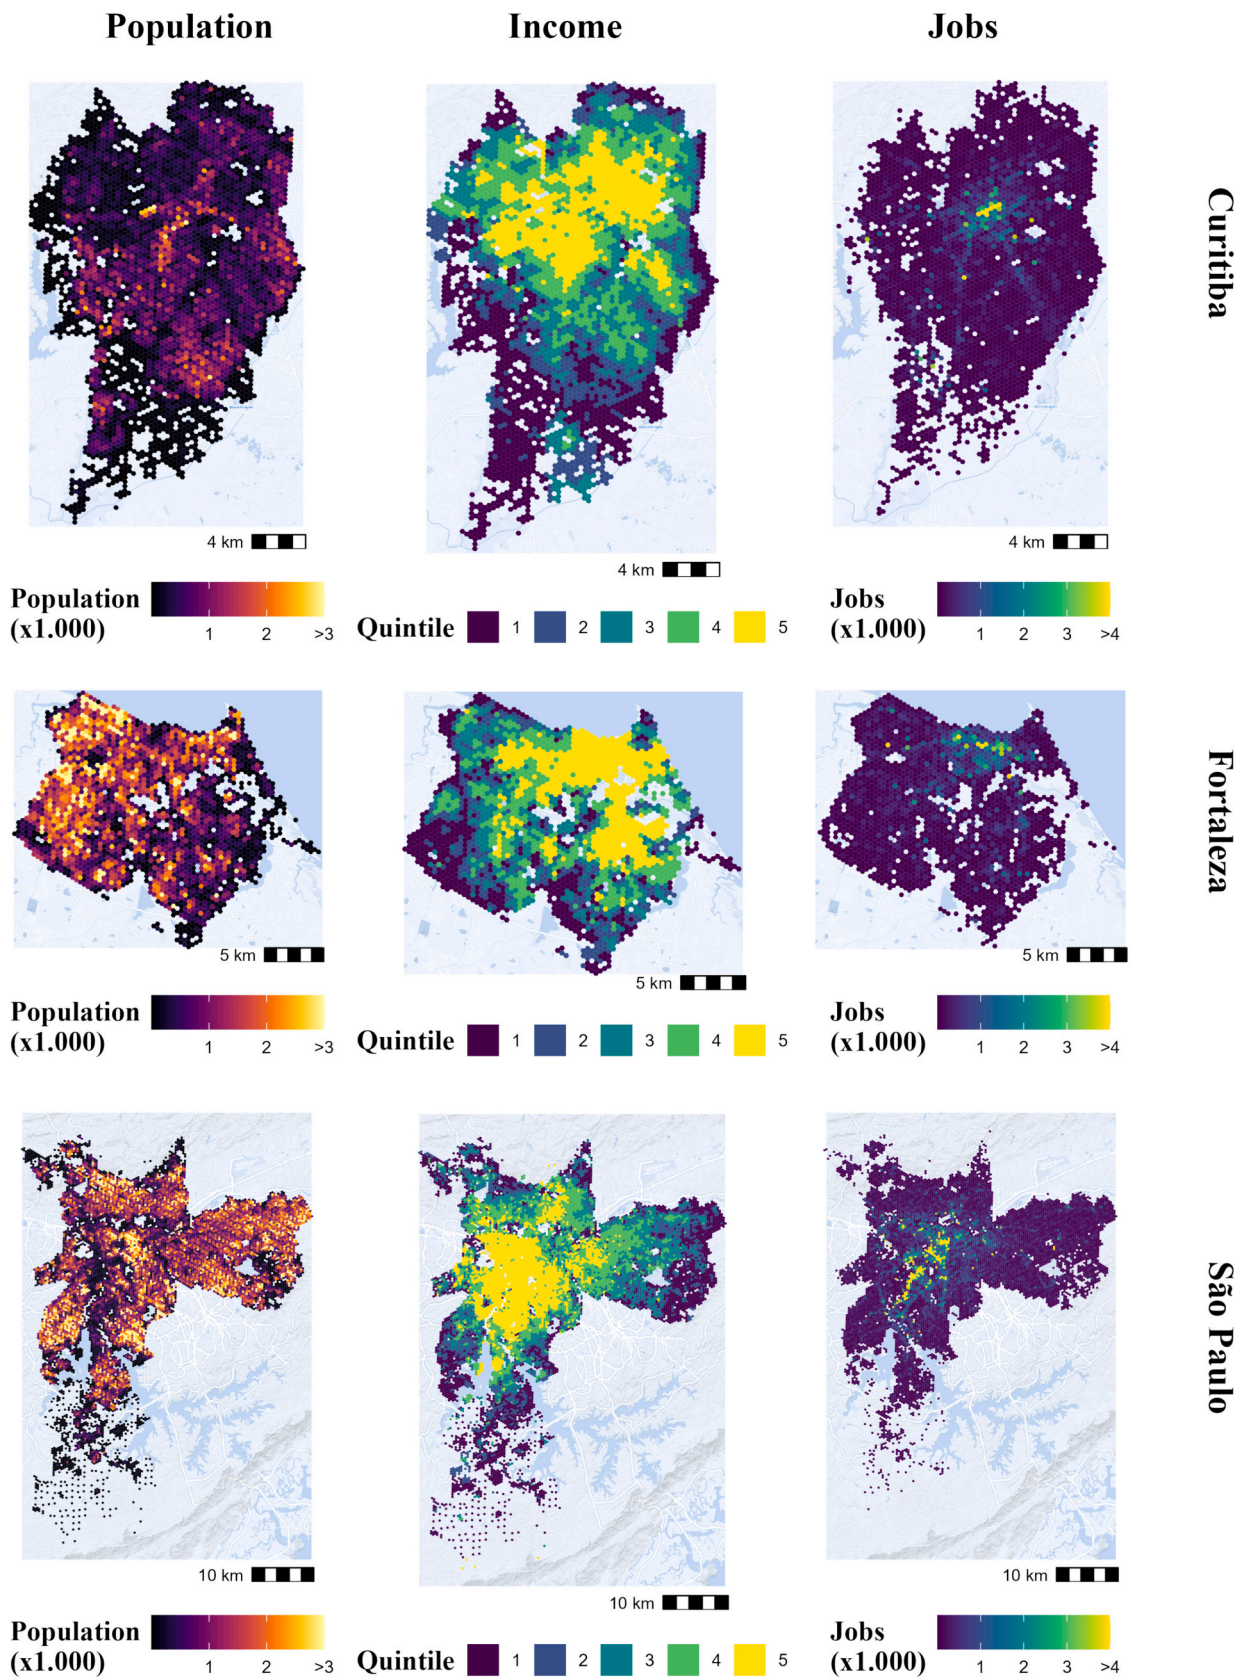 Population Income Jobs
Curitiba
4 km 4 km 4 km
Population
(x1.000)
1 2 >3
Quintile 1 2 3 4 5
Jobs
(x1.000)
1 2 3 >4
Fortaleza
5 km 5 km 5 km
Population
(x1.000)
1 2 >3
Quintile 1 2 3 4 5
Jobs
(x1.000)
1 2 3 >4
São Paulo
10 km 10 km 10 km
Population
(x1.000)
1 2 >3
Quintile 1 2 3 4 5
Jobs
(x1.000)
1 2 3 >4